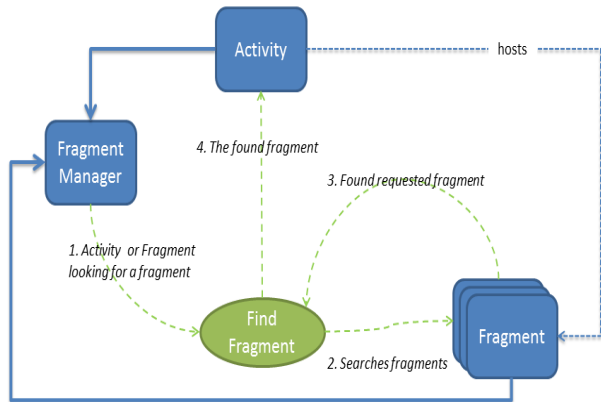 Activity
hosts
Fragment
Manager
4. The found fragment
3. Found requested fragment
1. Activity or Fragment
looking for a fragment
Find
Fragment
Fragment
2. Searches fragments